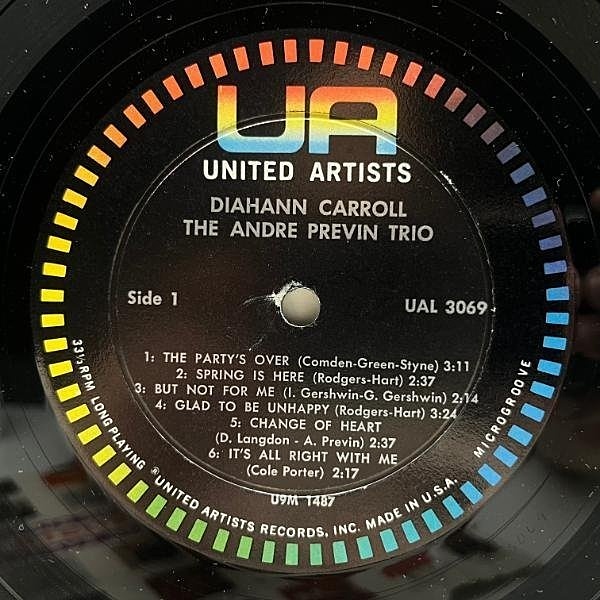 UA
UNITED ARTISTS
DIAHANN CARROLL
THE ANDRE PREVIN TRIO
Side 1
UAL 3069
1: THE PARTY'S OVER (Comden-Green-Styne) 3:11
2: SPRING IS HERE (Rodgers-Hart) 2:37
3: BUT NOT FOR ME (I. Gershwin-G. Gershwin) 2:14
4: GLAD TO BE UNHAPPY (Rodgers-Hart) 3:24
5: CHANGE OF HEART
(D. Langdon - A. Previn) 2:37
6: IT'S ALL RIGHT WITH ME
(Cole Porter) 2:17
U9M 1487
33⅓ RPM LONG PLAYING ®UNITED ARTISTS RECORDS, INC. MADE IN U.S.A. MICROGROOVE